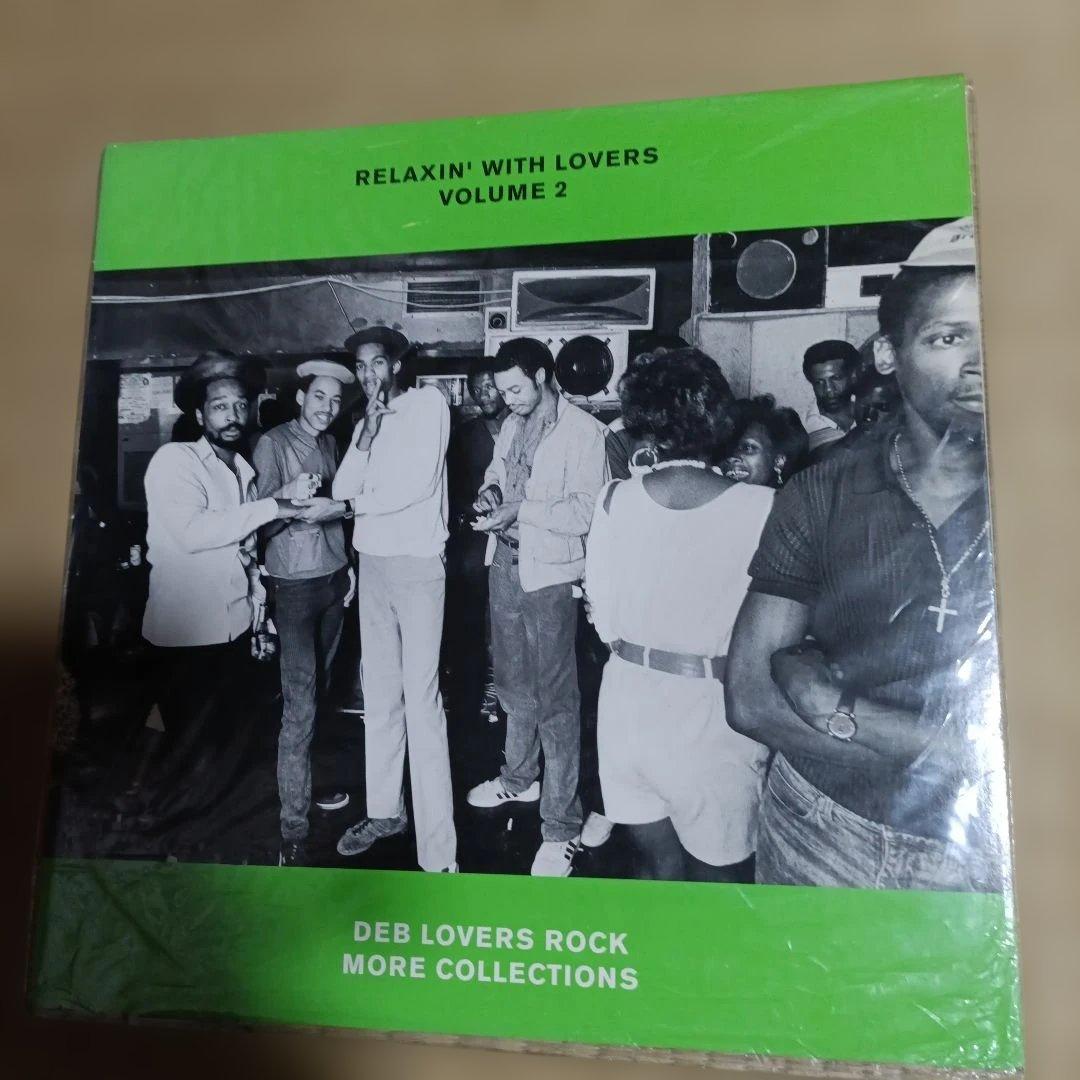 RELAXIN' WITH LOVERS
VOLUME 2
DEB LOVERS ROCK
MORE COLLECTIONS